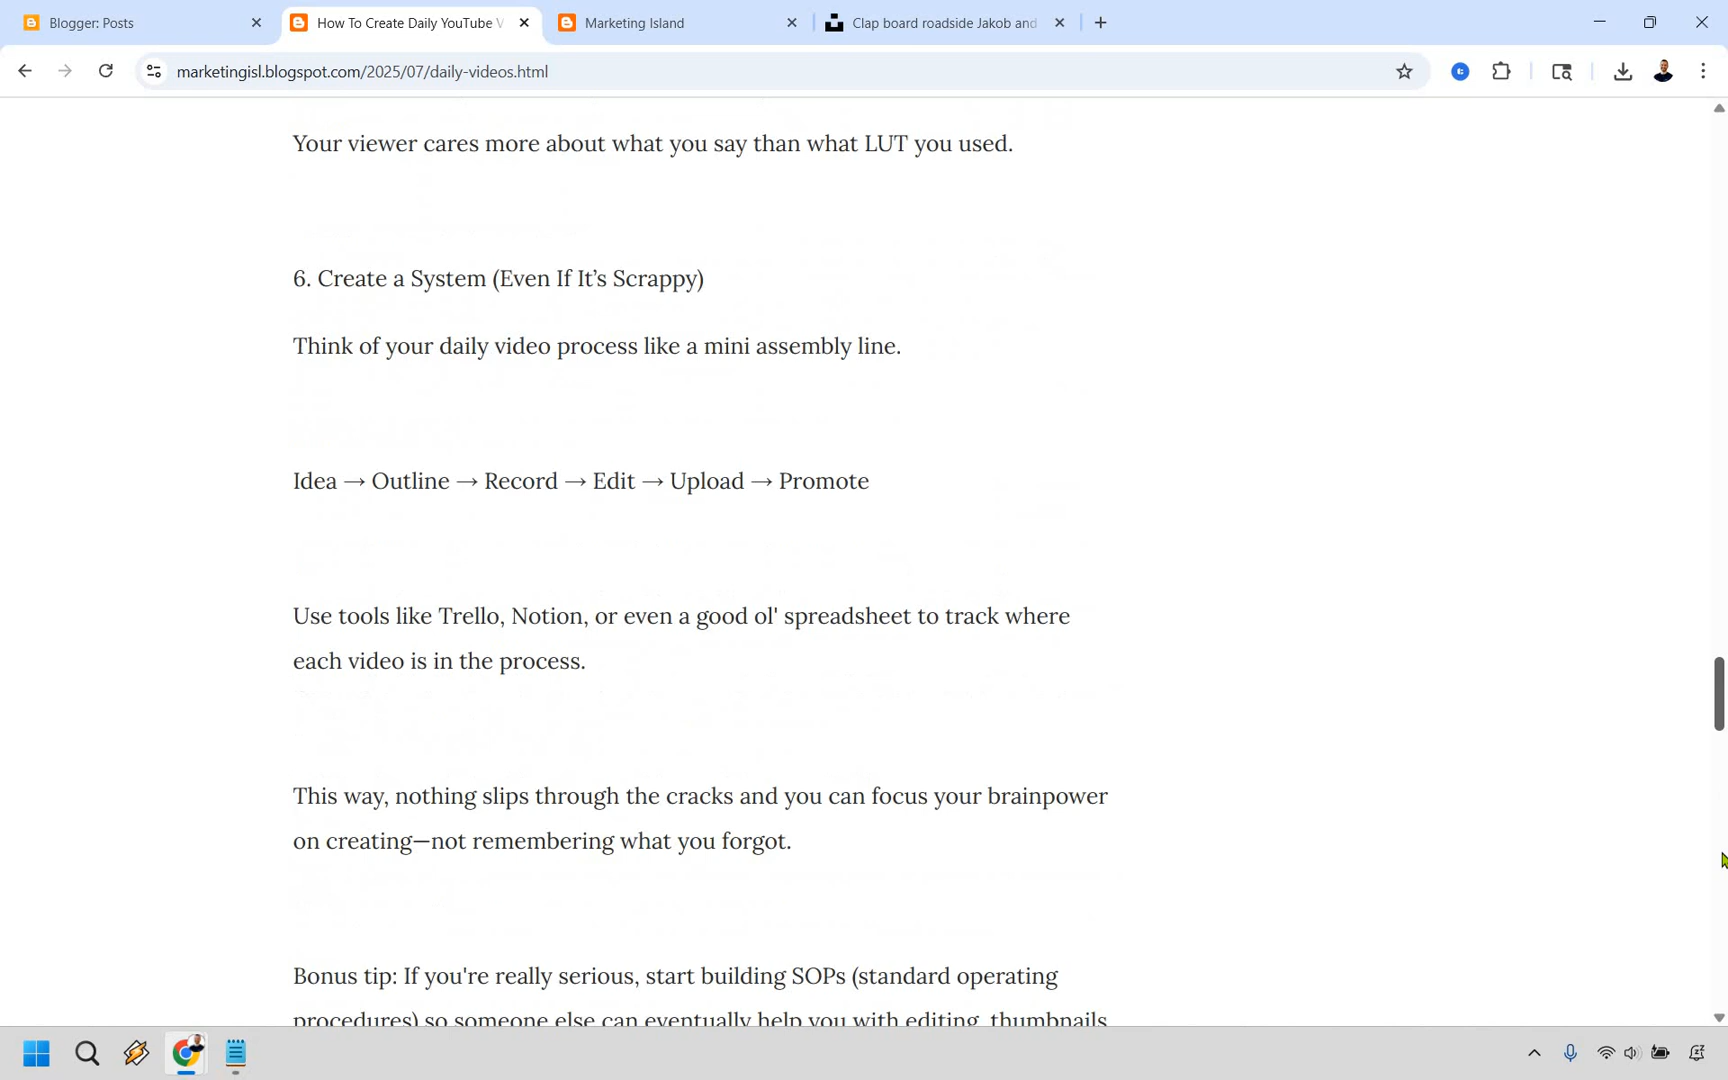 Blogger: Posts
How To Create Daily YouTube V
Marketing Island
Clap board roadside Jakob and
marketingisl.blogspot.com/2025/07/daily-videos.html
Your viewer cares more about what you say than what LUT you used.
6. Create a System (Even If It’s Scrappy)
Think of your daily video process like a mini assembly line.
Idea → Outline → Record → Edit → Upload → Promote
Use tools like Trello, Notion, or even a good ol' spreadsheet to track where
each video is in the process.
This way, nothing slips through the cracks and you can focus your brainpower
on creating—not remembering what you forgot.
Bonus tip: If you're really serious, start building SOPs (standard operating
procedures) so someone else can eventually help you with editing, thumbnails